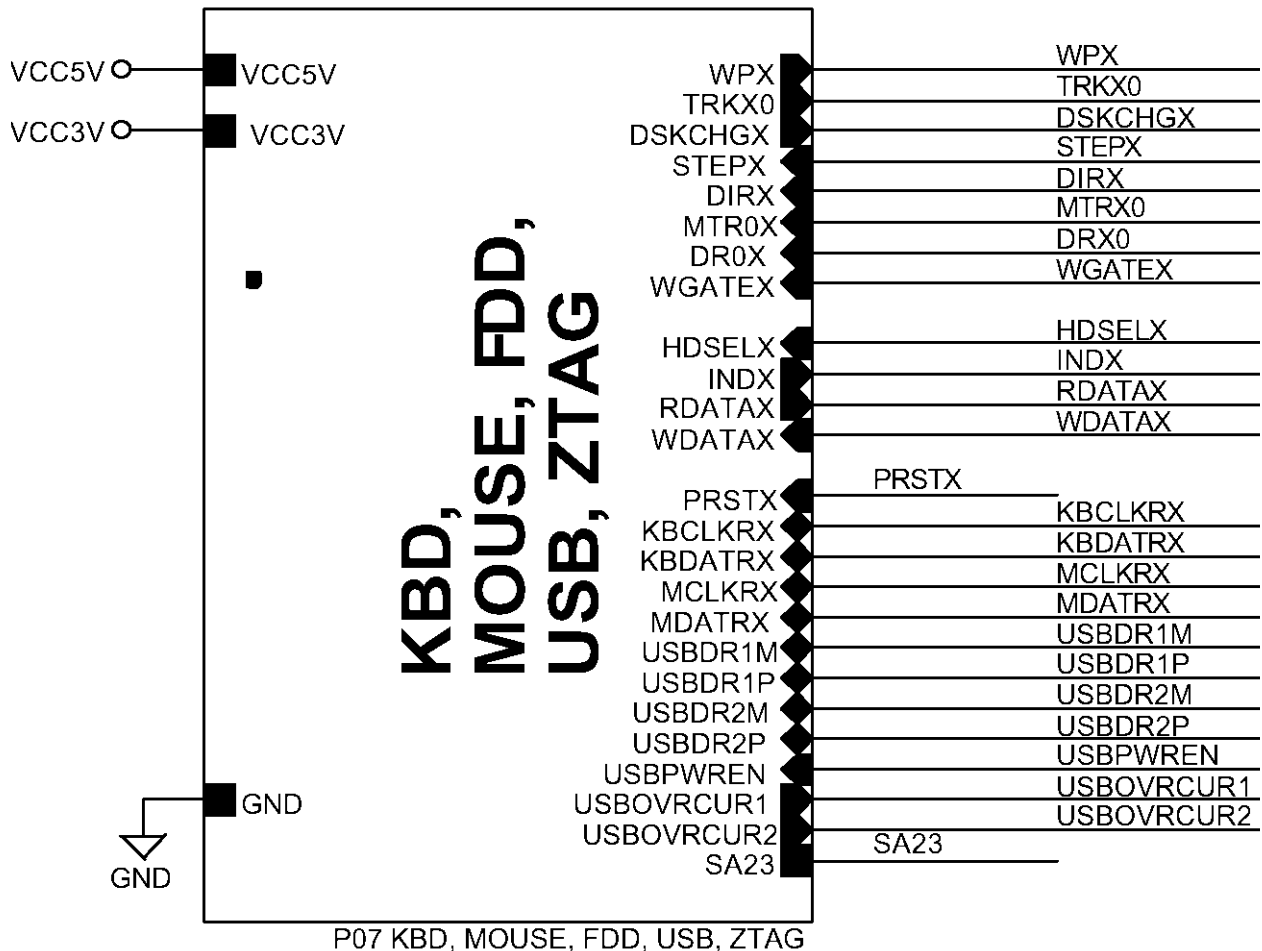 VCC5V
VCC5V
VCC3V
VCC3V
GND
GND
KBD,
MOUSE, FDD,
USB, ZTAG
WPX WPX
TRKX0 TRKX0
DSKCHGX DSKCHGX
STEPX STEPX
DIRX DIRX
MTR0X MTRX0
DR0X DRX0
WGATEX WGATEX
HDSELX HDSELX
INDX INDX
RDATAX RDATAX
WDATAX WDATAX
PRSTX PRSTX
KBCLKRX KBCLKRX
KBDATRX KBDATRX
MCLKRX MCLKRX
MDATRX MDATRX
USBDR1M USBDR1M
USBDR1P USBDR1P
USBDR2M USBDR2M
USBDR2P USBDR2P
USBPWREN USBPWREN
USBOVRCUR1 USBOVRCUR1
USBOVRCUR2 USBOVRCUR2
SA23 SA23
P07 KBD, MOUSE, FDD, USB, ZTAG